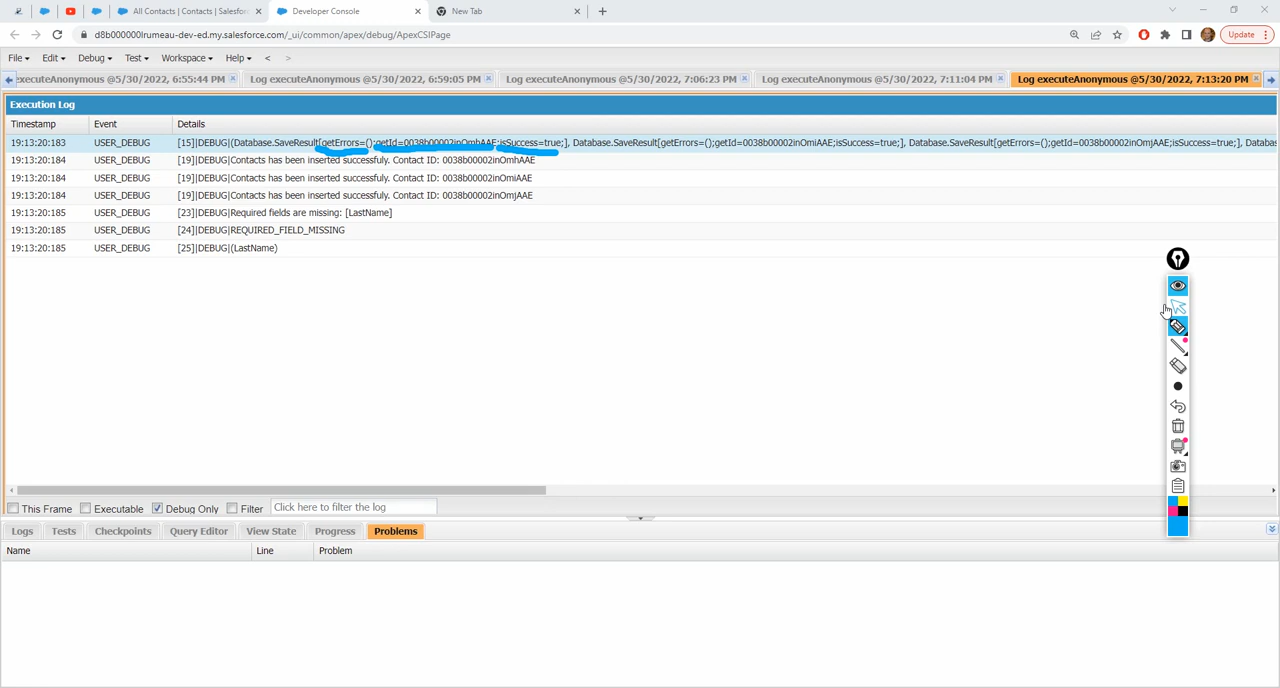 All Contacts | Contacts | Salesforc
Developer Console
New Tab
d8b000000lrumeau-dev-ed.my.salesforce.com/_ui/common/apex/debug/ApexCSIPage
Update
File Edit Debug Test Workspace Help < >
executeAnonymous @5/30/2022, 6:55:44 PM
Log executeAnonymous @5/30/2022, 6:59:05 PM
Log executeAnonymous @5/30/2022, 7:06:23 PM
Log executeAnonymous @5/30/2022, 7:11:04 PM
Log executeAnonymous @5/30/2022, 7:13:20 PM
Execution Log
Timestamp Event Details
19:13:20:183 USER_DEBUG [15]|DEBUG|(Database.SaveResult[getErrors=();getId=0038b00002inOmhAAE;isSuccess=true;], Database.SaveResult[getErrors=();getId=0038b00002inOmiAAE;isSuccess=true;], Database.SaveResult[getErrors=();getId=0038b00002inOmjAAE;isSuccess=true;], Databas
19:13:20:184 USER_DEBUG [19]|DEBUG|Contacts has been inserted successfuly. Contact ID: 0038b00002inOmhAAE
19:13:20:184 USER_DEBUG [19]|DEBUG|Contacts has been inserted successfuly. Contact ID: 0038b00002inOmiAAE
19:13:20:184 USER_DEBUG [19]|DEBUG|Contacts has been inserted successfuly. Contact ID: 0038b00002inOmjAAE
19:13:20:185 USER_DEBUG [23]|DEBUG|Required fields are missing: [LastName]
19:13:20:185 USER_DEBUG [24]|DEBUG|REQUIRED_FIELD_MISSING
19:13:20:185 USER_DEBUG [25]|DEBUG|(LastName)
This Frame Executable Debug Only Filter Click here to filter the log
Logs Tests Checkpoints Query Editor View State Progress Problems
Name Line Problem